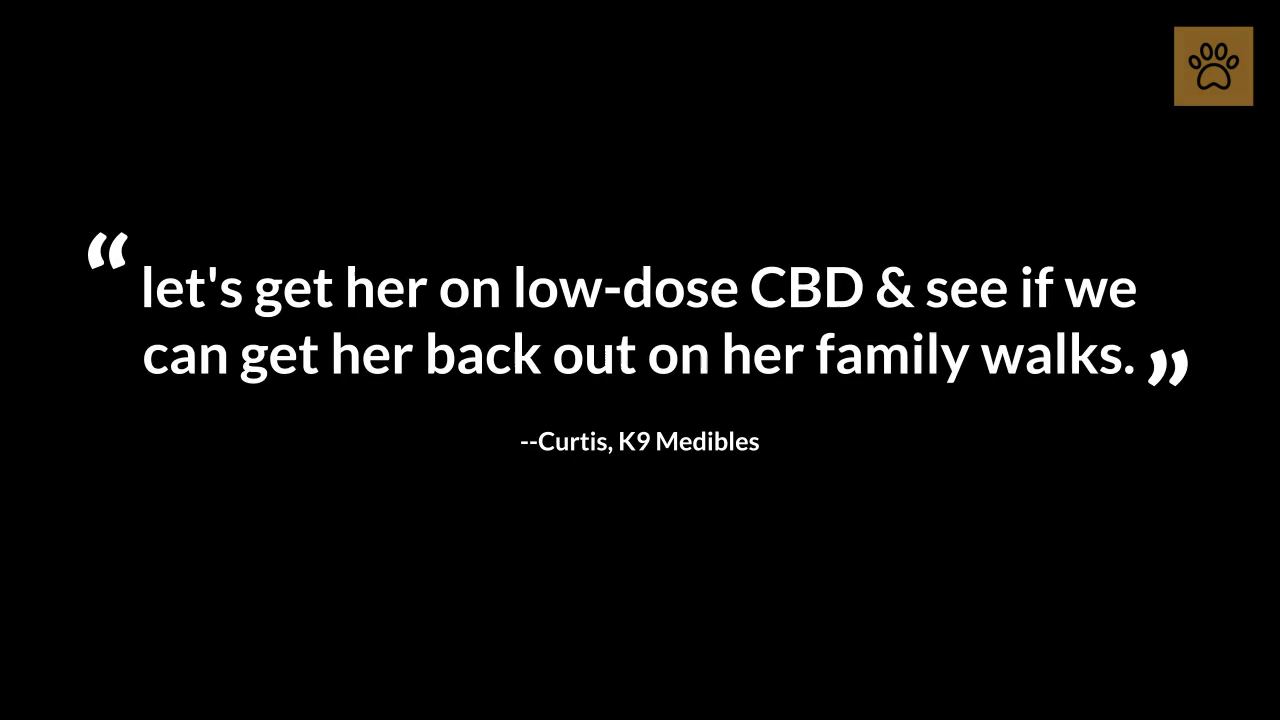 “let's get her on low-dose CBD & see if we
can get her back out on her family walks.”
--Curtis, K9 Medibles